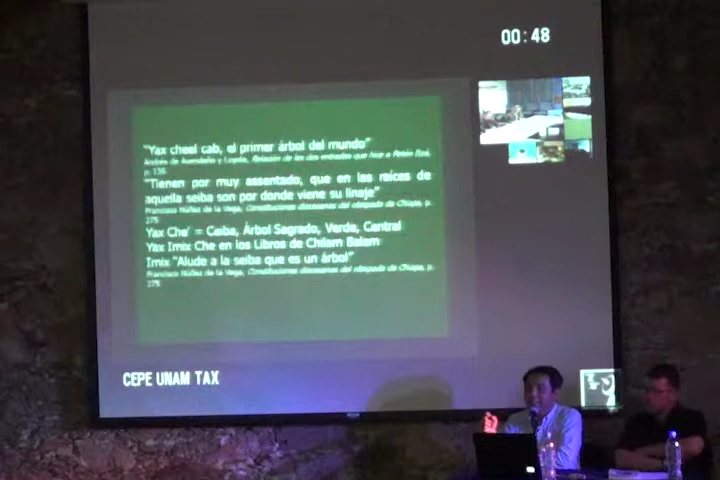 00:48
"Yax cheel cab, el primer árbol del mundo"
Andrés de Avendaño y Loyola, Relación de las dos entradas que hice a Petén Itzá,
p. 136
"Tienen por muy assentado, que en las raíces de
aquella seiba son por donde viene su linaje"
Francisco Núñez de la Vega, Constituciones diocesanas del obispado de Chiapa, p.
275
Yax Che' = Ceiba, Árbol Sagrado, Verde, Central
Yax Imix Che en los Libros de Chilam Balam
Imix "Alude a la seiba que es un árbol"
Francisco Núñez de la Vega, Constituciones diocesanas del obispado de Chiapa, p.
275
CEPE UNAM TAX